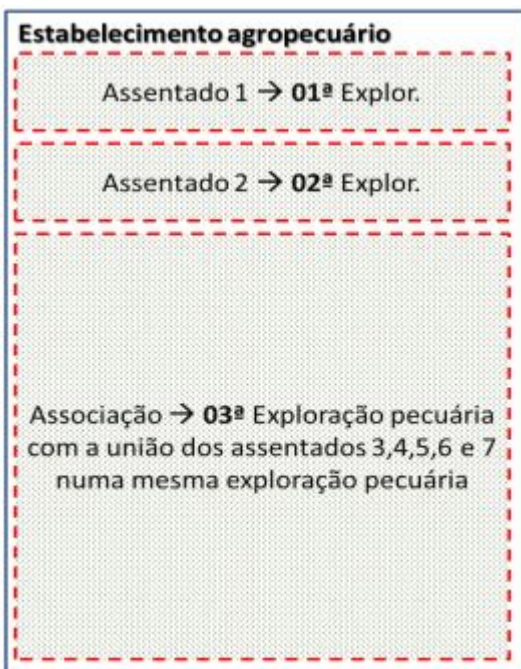 Estabelecimento agropecuário
Assentado 1 → 01ª Explor.
Assentado 2 → 02ª Explor.
Associação → 03ª Exploração pecuária
com a união dos assentados 3,4,5,6 e 7
numa mesma exploração pecuária